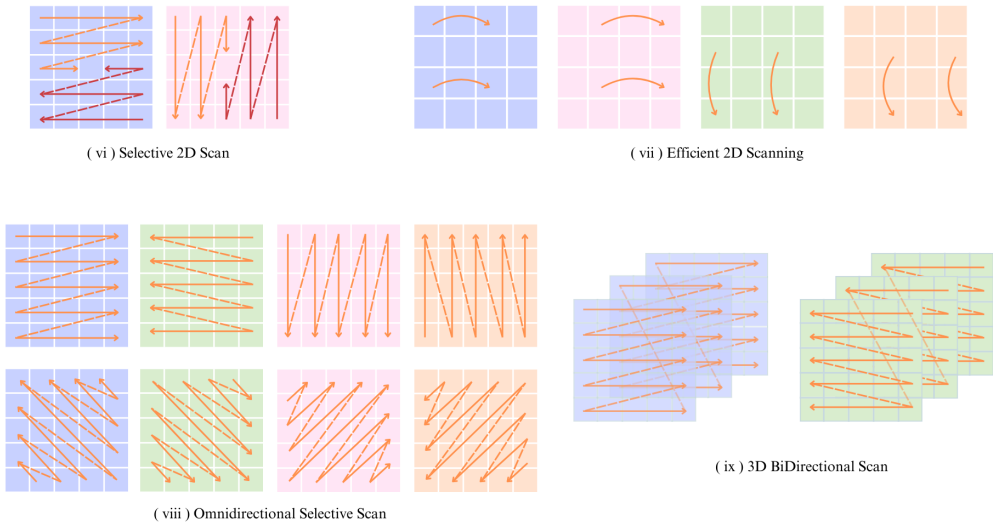 ( vi ) Selective 2D Scan
( vii ) Efficient 2D Scanning
( viii ) Omnidirectional Selective Scan
( ix ) 3D BiDirectional Scan